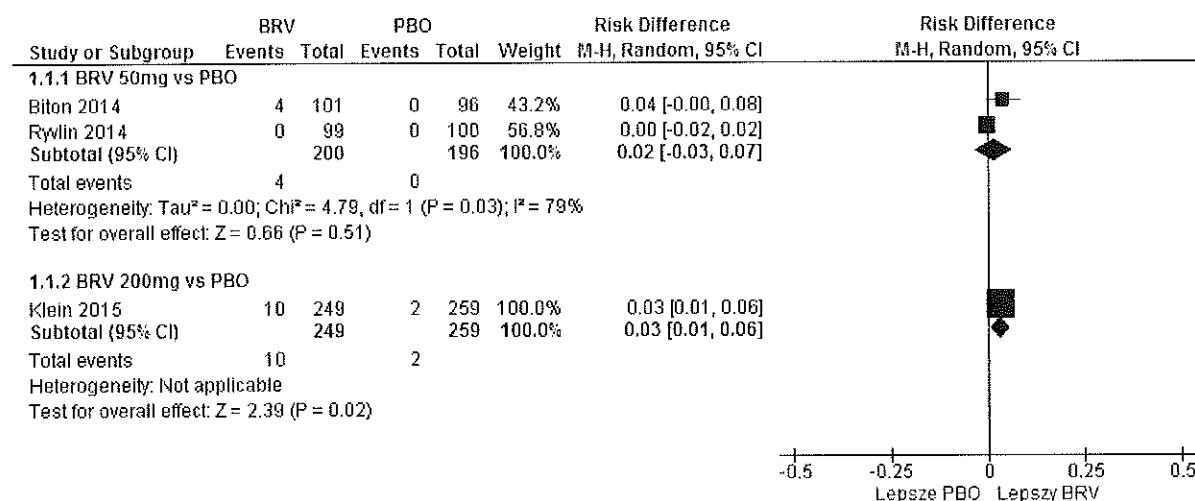 BRV PBO Risk Difference Risk Difference
Study or Subgroup Events Total Events Total Weight M-H, Random, 95% CI M-H, Random, 95% CI
1.1.1 BRV 50mg vs PBO
Biton 2014 4 101 0 96 43.2% 0.04 [-0.00, 0.08]
Ryvlin 2014 0 99 0 100 56.8% 0.00 [-0.02, 0.02]
Subtotal (95% CI) 200 196 100.0% 0.02 [-0.03, 0.07]
Total events 4 0
Heterogeneity: Tau² = 0.00; Chi² = 4.79, df = 1 (P = 0.03); I² = 79%
Test for overall effect: Z = 0.66 (P = 0.51)
1.1.2 BRV 200mg vs PBO
Klein 2015 10 249 2 259 100.0% 0.03 [0.01, 0.06]
Subtotal (95% CI) 249 259 100.0% 0.03 [0.01, 0.06]
Total events 10 2
Heterogeneity: Not applicable
Test for overall effect: Z = 2.39 (P = 0.02)
-0.5 -0.25 0 0.25 0.5
Lepsze PBO Lepszy BRV